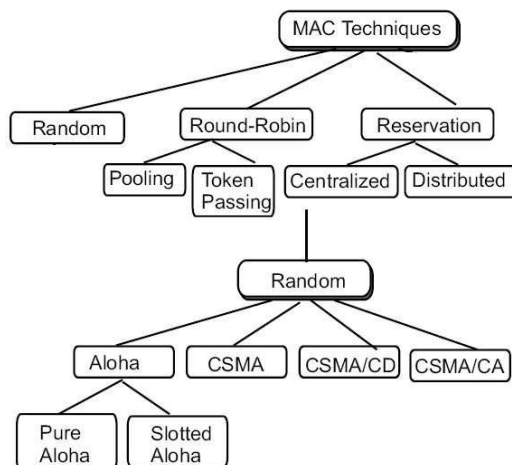 MAC Techniques
Random
Round-Robin
Reservation
Pooling
Token
Passing
Centralized
Distributed
Random
Aloha
CSMA
CSMA/CD
CSMA/CA
Pure
Aloha
Slotted
Aloha